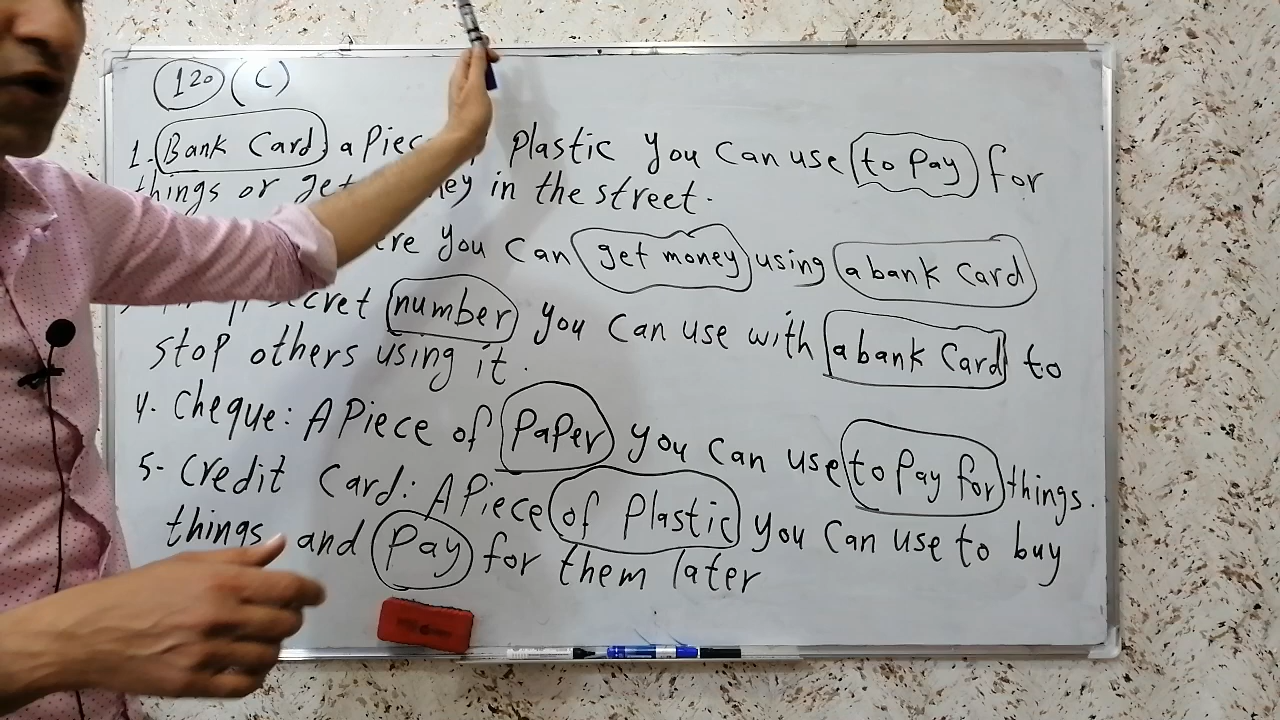 120 (C)
1. Bank Card: a Piec Plastic you Can use to Pay for
things or get ey in the street.
ere you Can get money using a bank Card
secret number you Can use with a bank Card to
stop others using it.
4. Cheque: A Piece of Paper you Can use to Pay for things.
5- Credit Card: A Piece of Plastic you Can use to buy
things and Pay for them later